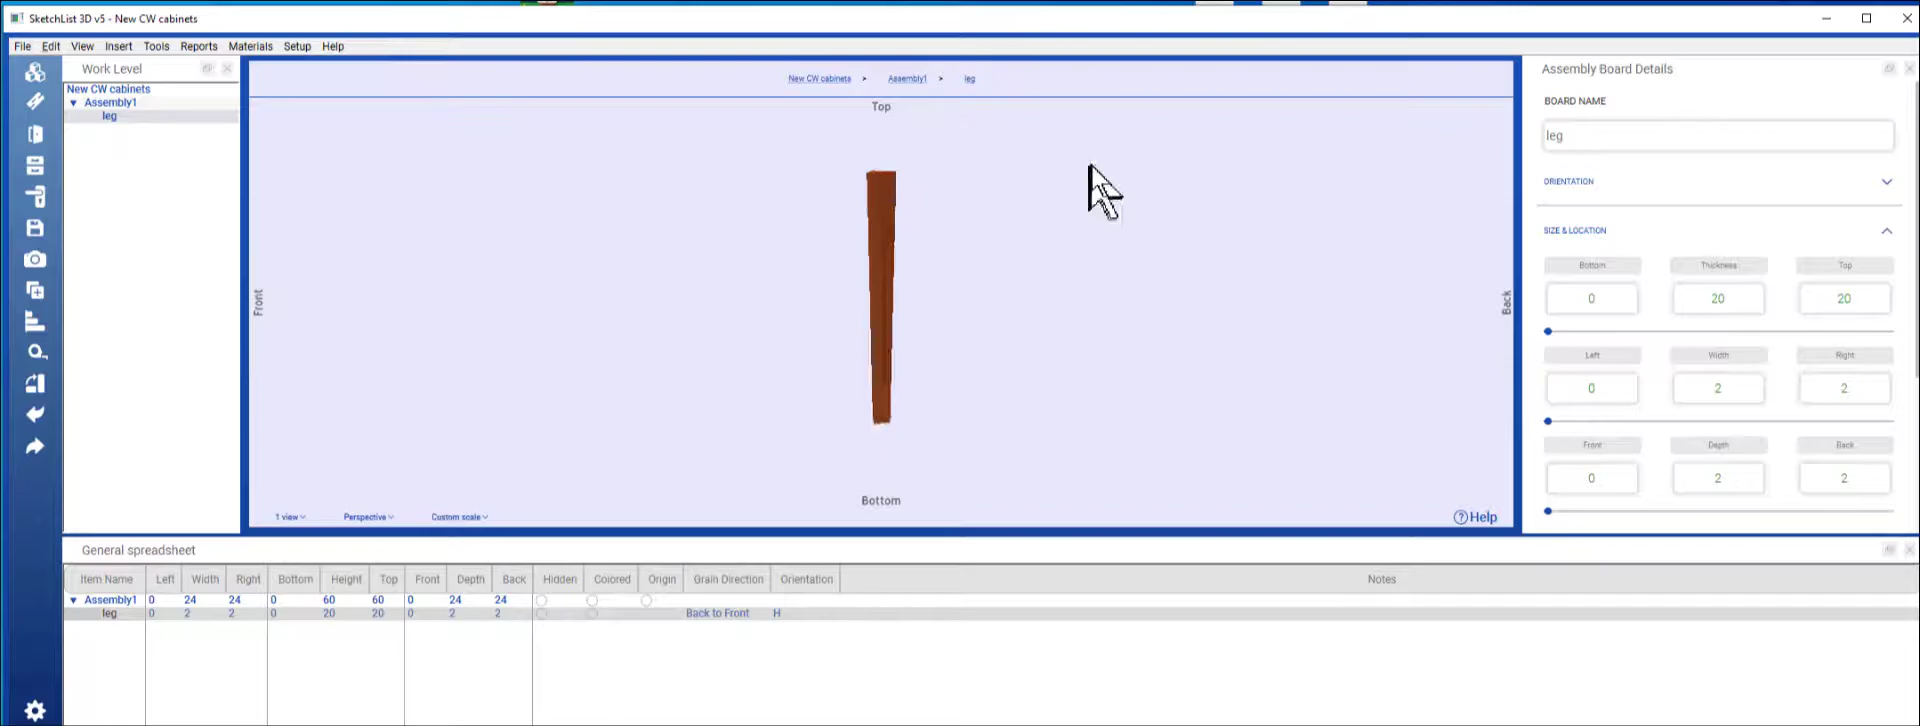 SketchList 3D v5 - New CW cabinets
File Edit View Insert Tools Reports Materials Setup Help
Work Level
New CW cabinets
Assembly1
leg
New CW cabinets > Assembly1 > leg
Top
Front
Back
Bottom
1 view Perspective Custom scale
? Help
Assembly Board Details
BOARD NAME
leg
ORIENTATION
SIZE & LOCATION
Bottom Thickness Top
0 20 20
Left Width Right
0 2 2
Front Depth Back
0 2 2
General spreadsheet
Item Name Left Width Right Bottom Height Top Front Depth Back Hidden Colored Origin Grain Direction Orientation Notes
Assembly1 0 24 24 0 60 60 0 24 24
leg 0 2 2 0 20 20 0 2 2 Back to Front H